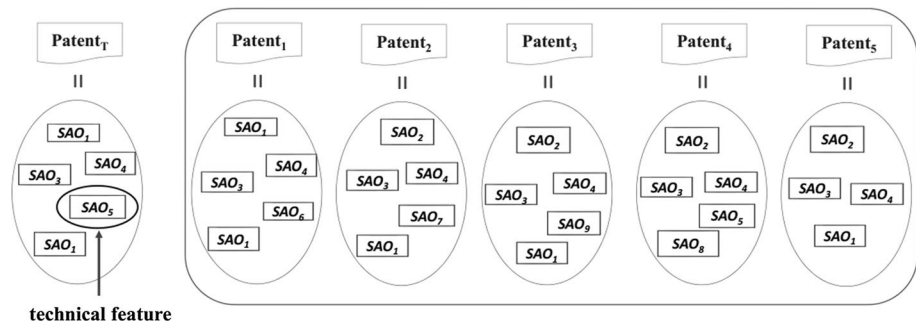 Patent_T Patent_1 Patent_2 Patent_3 Patent_4 Patent_5
SAO_1
SAO_4
SAO_3
SAO_5
SAO_1
technical feature
SAO_1
SAO_4
SAO_3
SAO_6
SAO_1
SAO_2
SAO_4
SAO_3
SAO_7
SAO_1
SAO_2
SAO_4
SAO_3
SAO_9
SAO_1
SAO_2
SAO_4
SAO_3
SAO_5
SAO_8
SAO_2
SAO_3
SAO_4
SAO_1